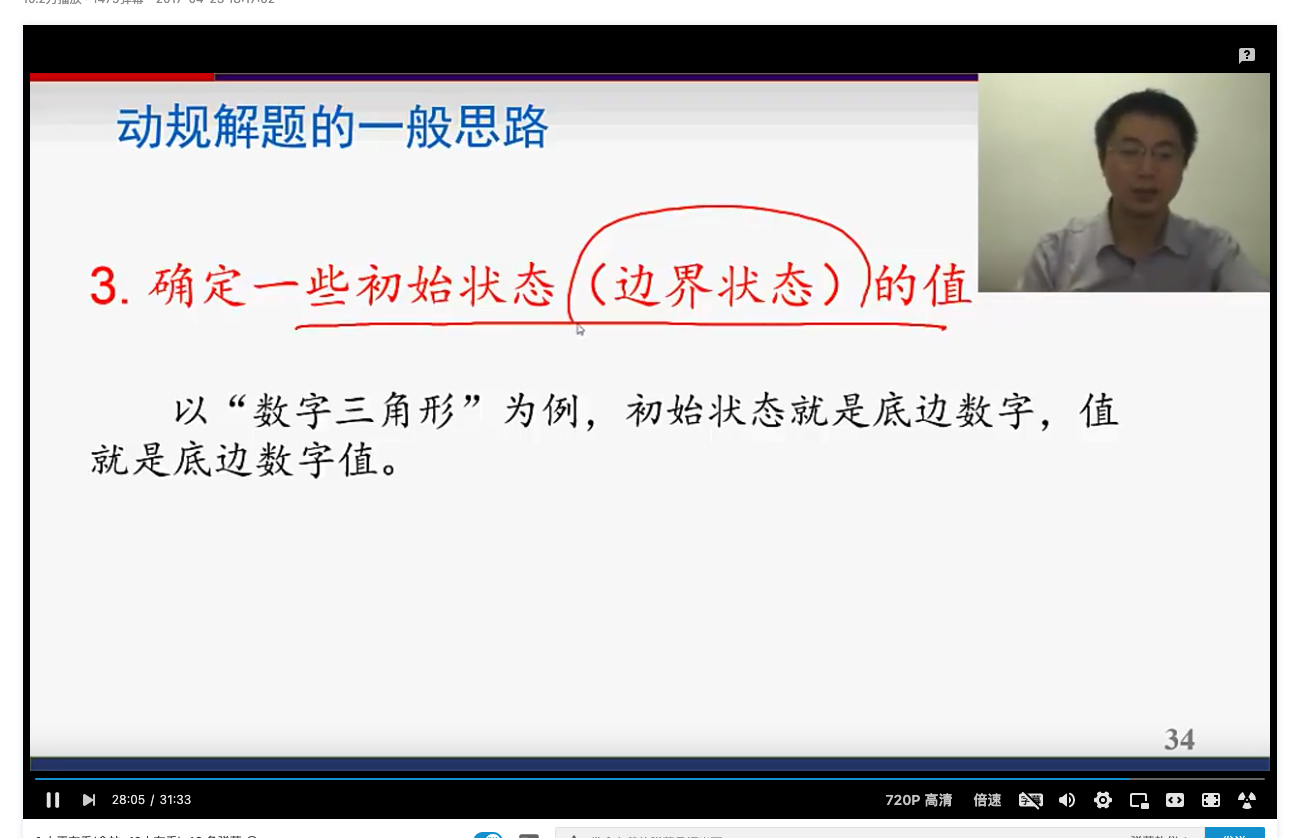 动规解题的一般思路
3. 确定一些初始状态（边界状态）的值
以“数字三角形”为例，初始状态就是底边数字，值
就是底边数字值。
34
28:05 / 31:33
720P 高清
倍速